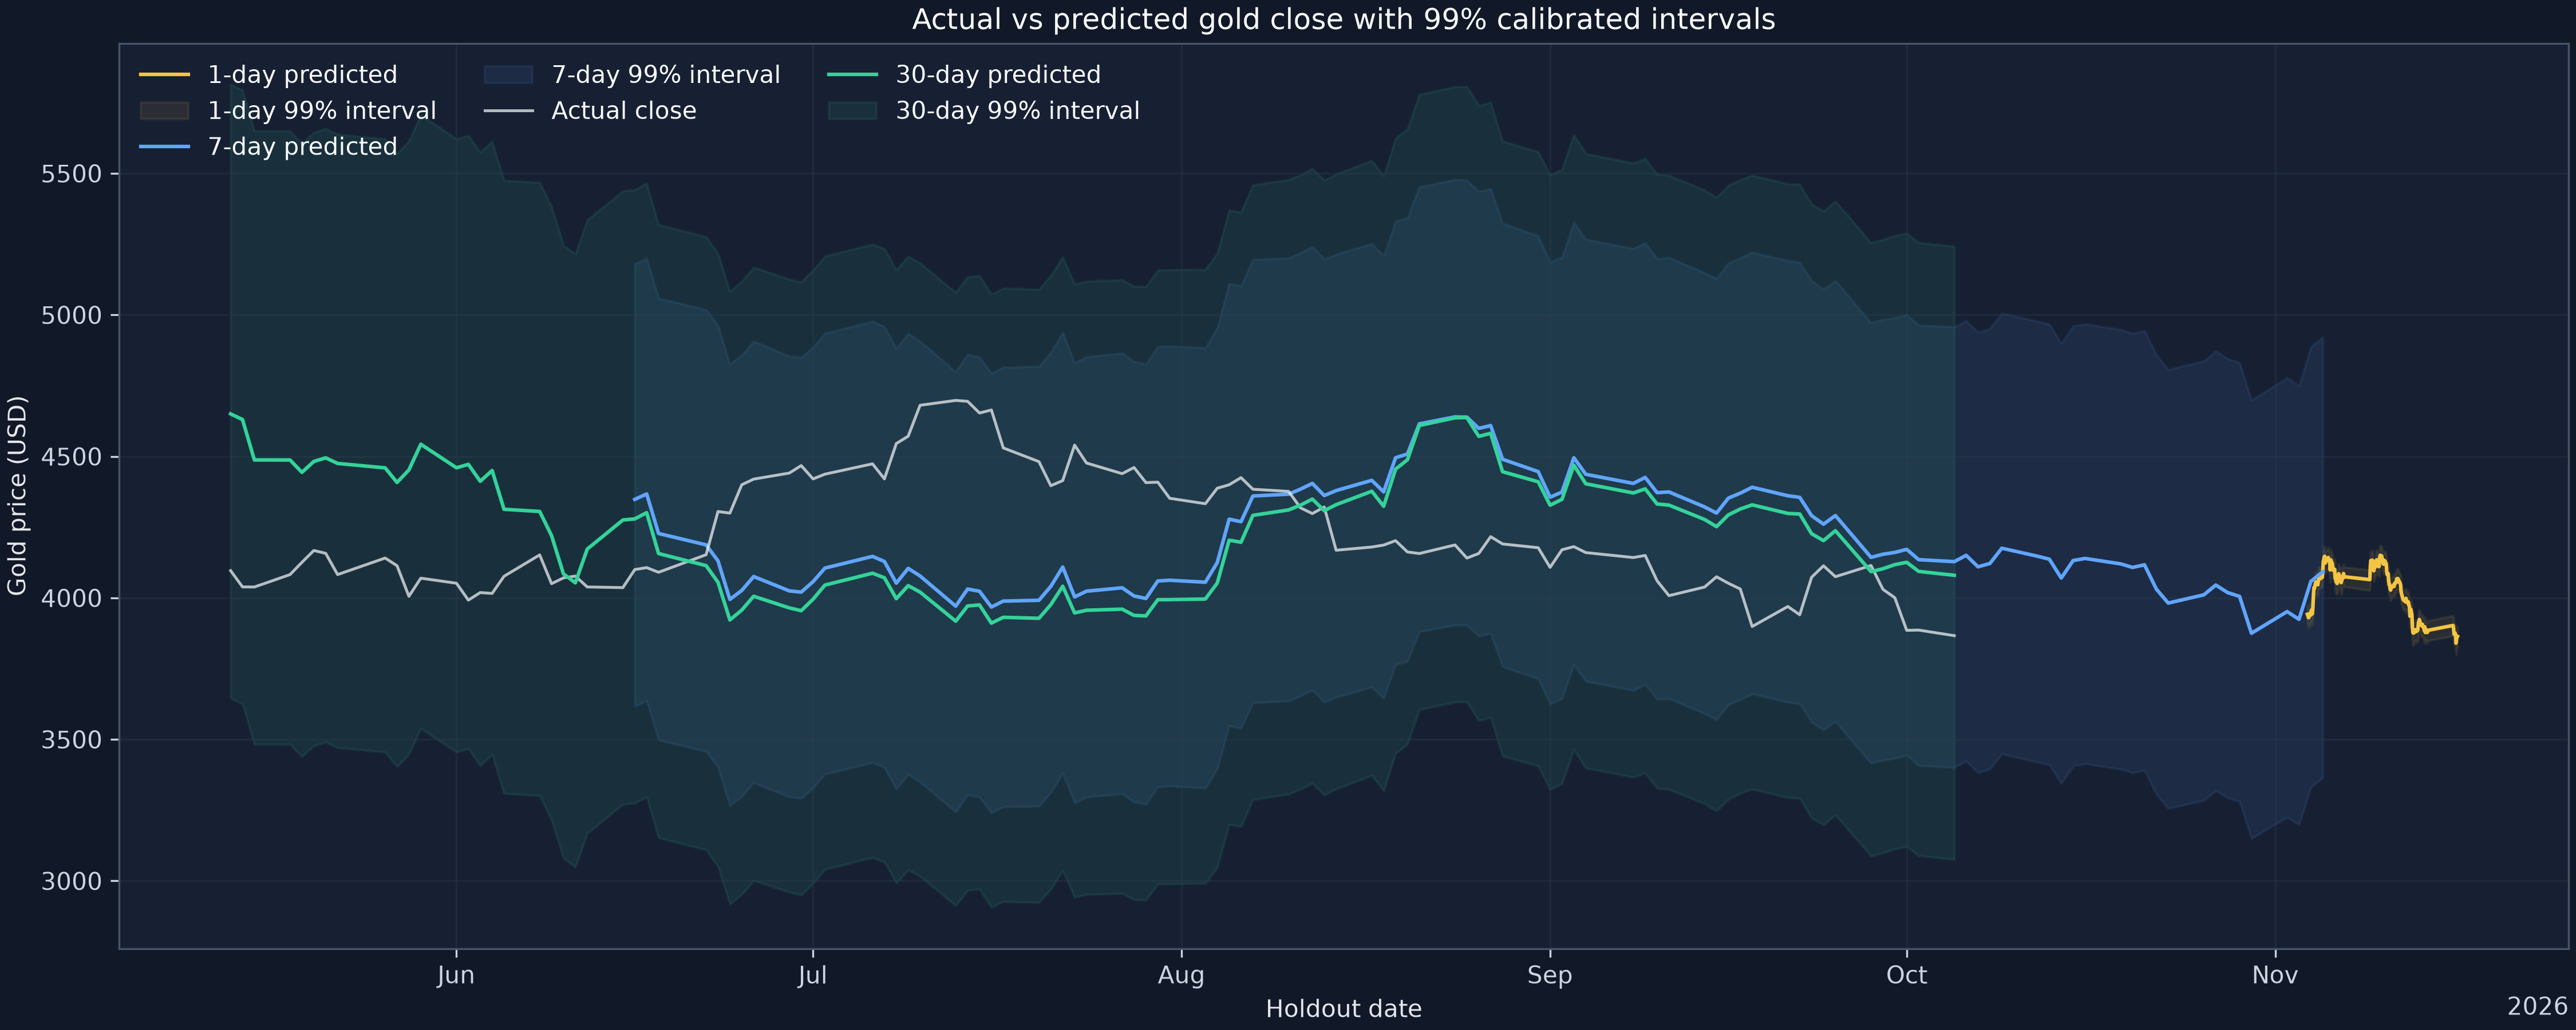 Actual vs predicted gold close with 99% calibrated intervals
1-day predicted
1-day 99% interval
7-day predicted
7-day 99% interval
Actual close
30-day predicted
30-day 99% interval
Gold price (USD)
5500
5000
4500
4000
3500
3000
Jun
Jul
Aug
Sep
Oct
Nov
Holdout date
2026